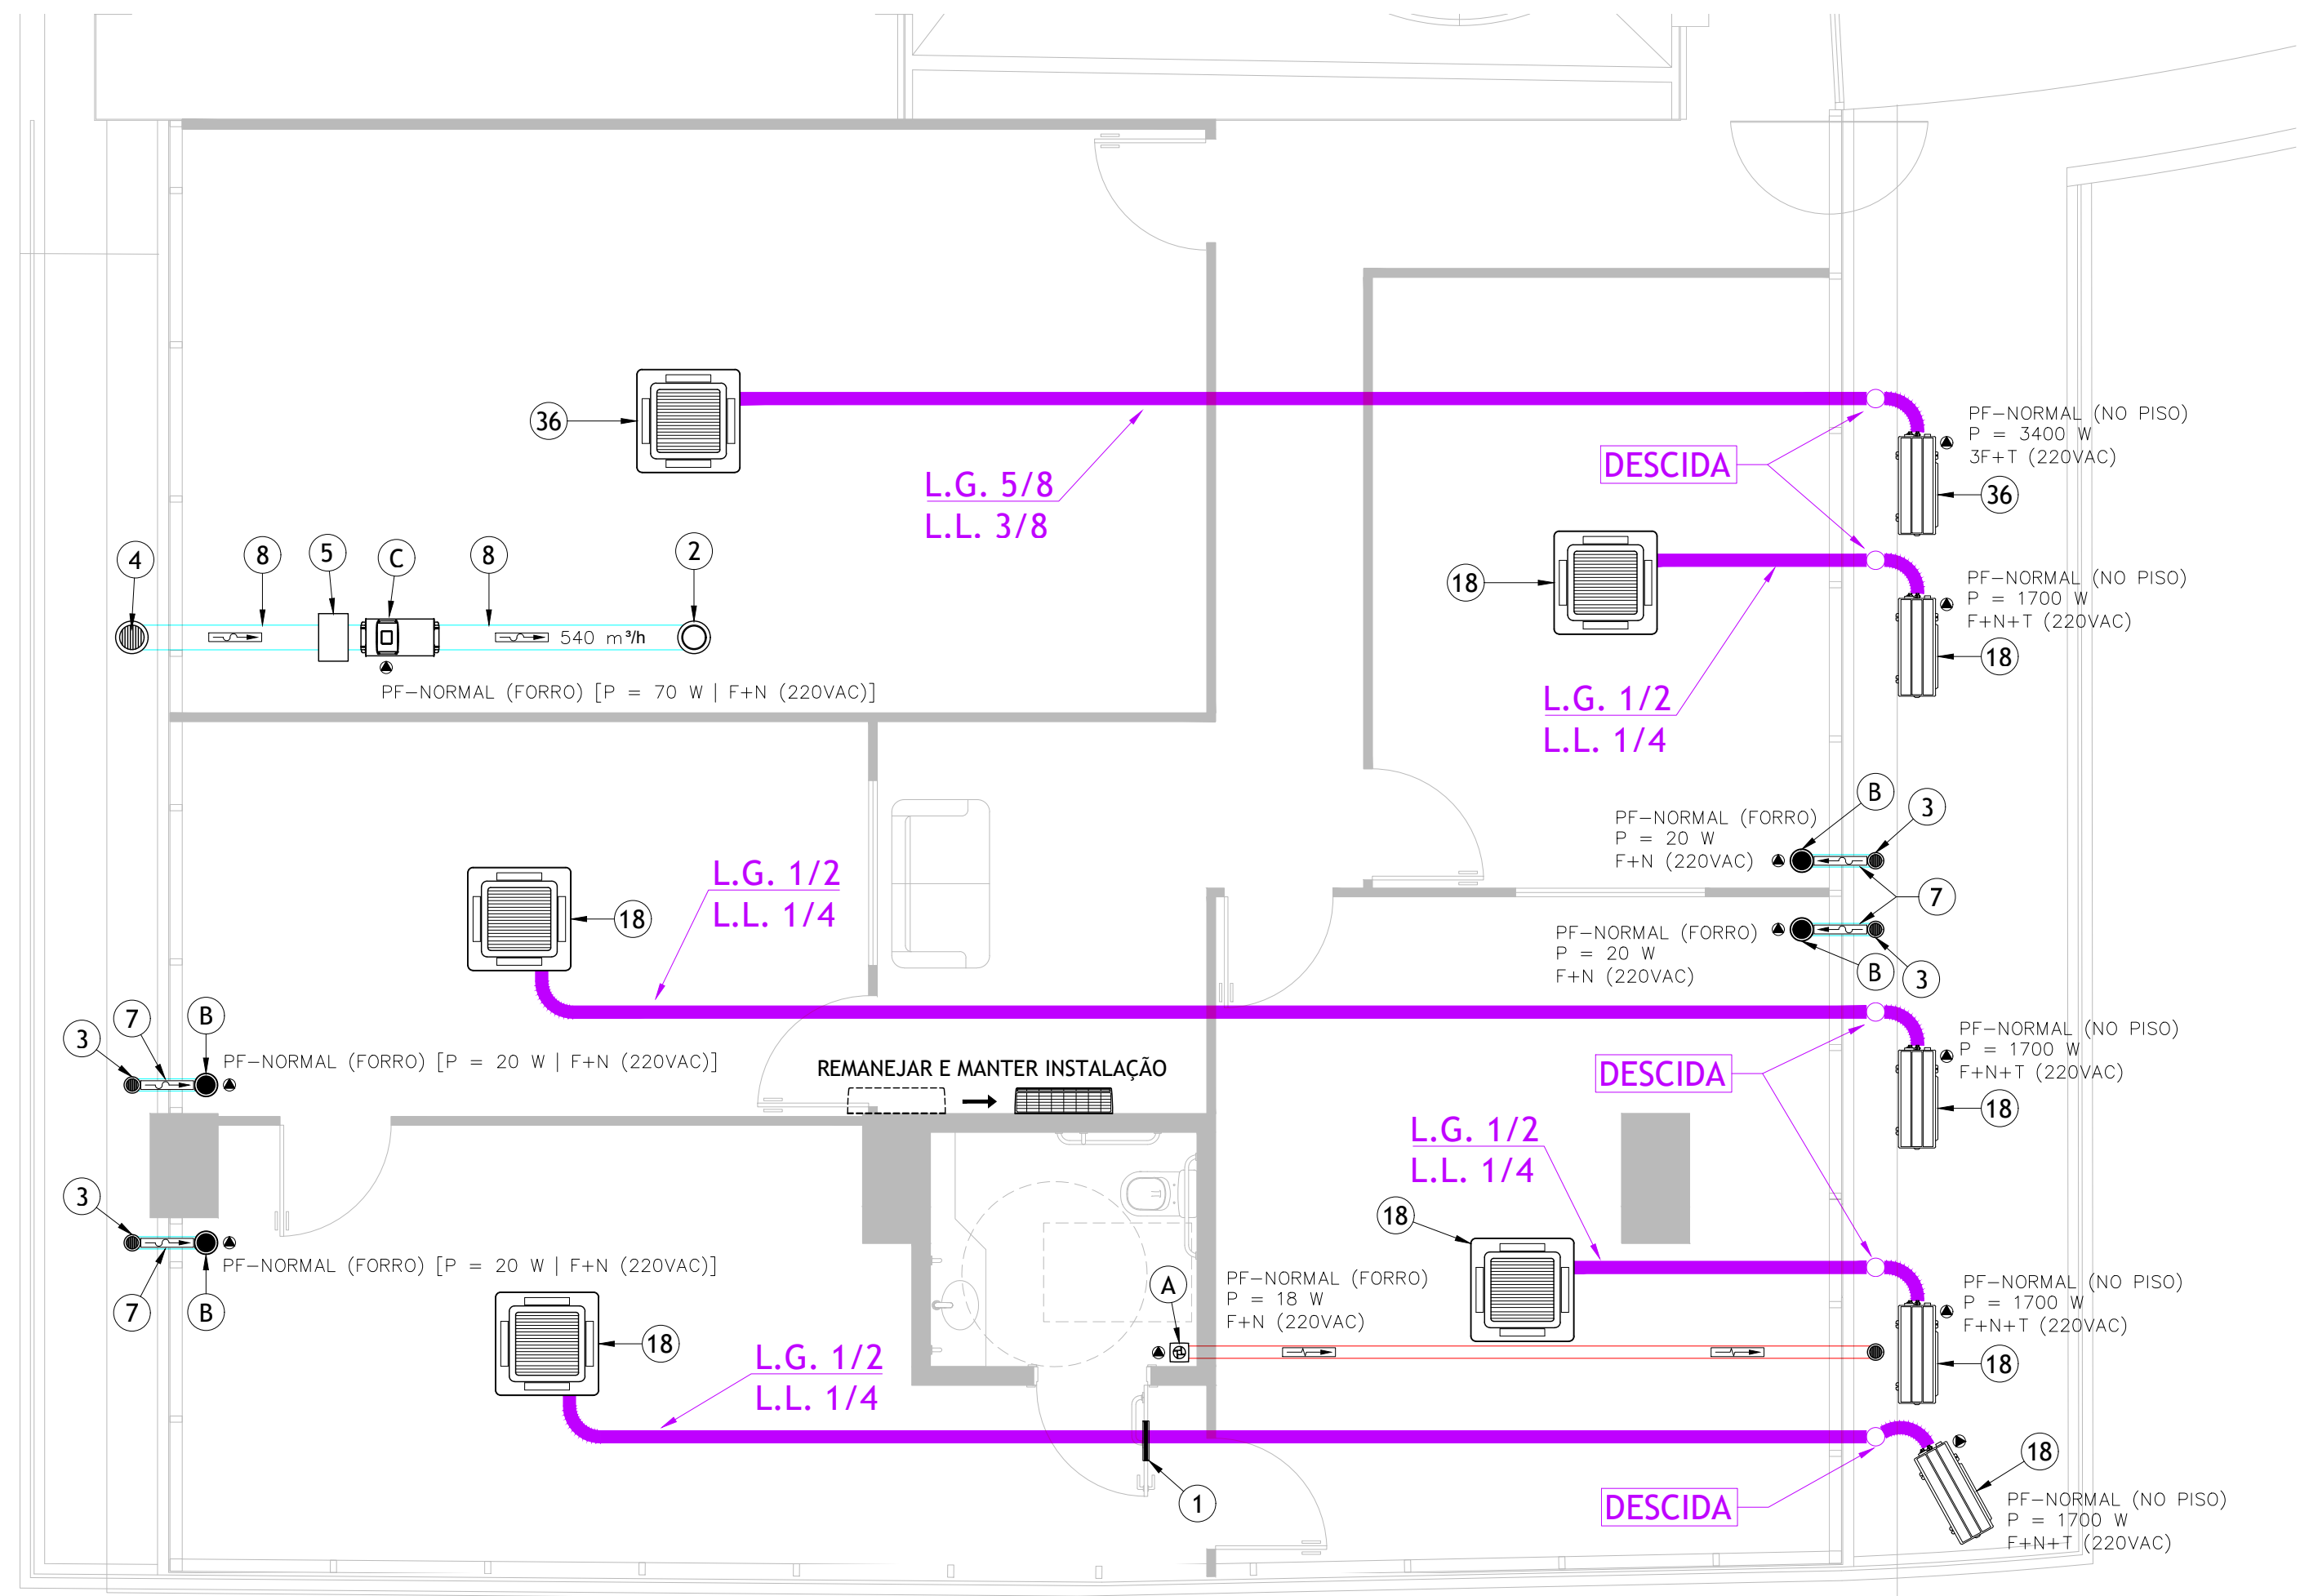 36
L.G. 5/8
L.L. 3/8
DESCIDA
PF-NORMAL (NO PISO)
P = 3400 W
3F+T (220VAC)
36
4
8
5
C
8
2
540 m³/h
PF-NORMAL (FORRO) [P = 70 W | F+N (220VAC)]
18
PF-NORMAL (NO PISO)
P = 1700 W
F+N+T (220VAC)
18
L.G. 1/2
L.L. 1/4
PF-NORMAL (FORRO)
P = 20 W
F+N (220VAC)
B
3
7
PF-NORMAL (FORRO)
P = 20 W
F+N (220VAC)
B
3
L.G. 1/2
L.L. 1/4
18
3
7
B
PF-NORMAL (FORRO) [P = 20 W | F+N (220VAC)]
REMANEJAR E MANTER INSTALAÇÃO
DESCIDA
PF-NORMAL (NO PISO)
P = 1700 W
F+N+T (220VAC)
18
L.G. 1/2
L.L. 1/4
18
3
7
B
PF-NORMAL (FORRO) [P = 20 W | F+N (220VAC)]
A
PF-NORMAL (FORRO)
P = 18 W
F+N (220VAC)
PF-NORMAL (NO PISO)
P = 1700 W
F+N+T (220VAC)
18
18
L.G. 1/2
L.L. 1/4
1
DESCIDA
18
PF-NORMAL (NO PISO)
P = 1700 W
F+N+T (220VAC)